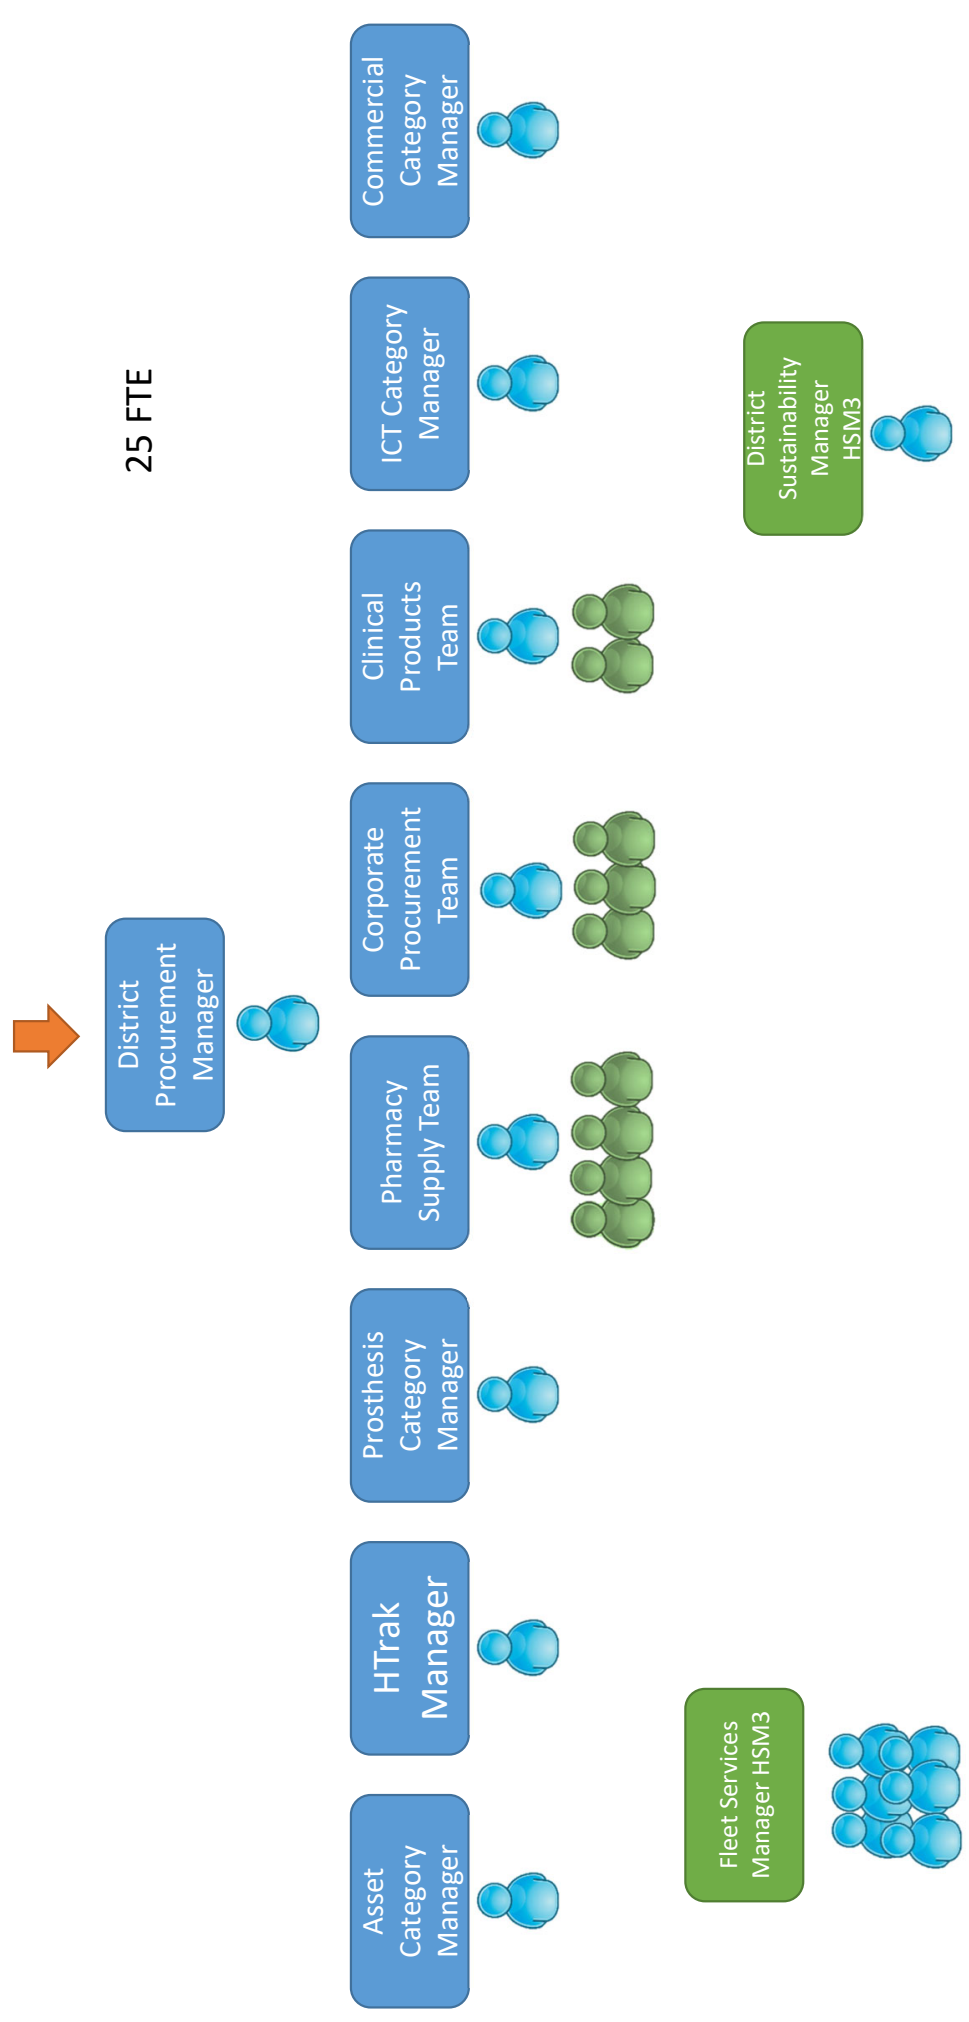 25 FTE
District
Procurement
Manager
Asset
Category
Manager
HTrak
Manager
Prosthesis
Category
Manager
Pharmacy
Supply Team
Corporate
Procurement
Team
Clinical
Products
Team
ICT Category
Manager
Commercial
Category
Manager
Fleet Services
Manager HSM3
District
Sustainability
Manager
HSM3